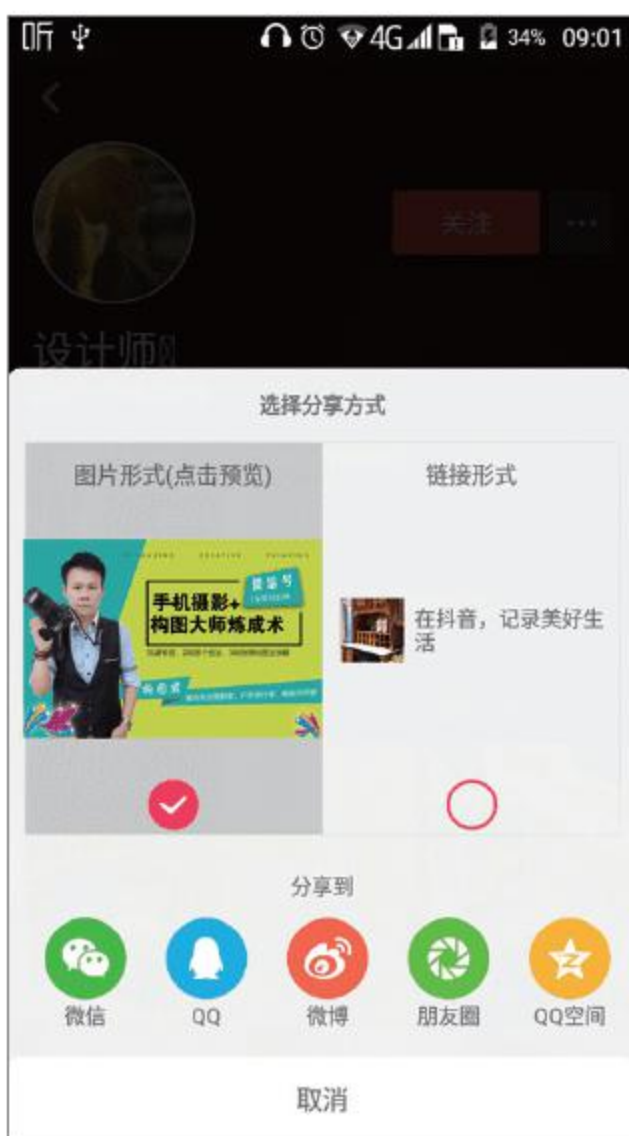 听
4G
34% 09:01
关注
设计师
选择分享方式
图片形式(点击预览)
链接形式
手机摄影+
构图大师炼成术
构图君
在抖音，记录美好生
活
分享到
微信
QQ
微博
朋友圈
QQ空间
取消